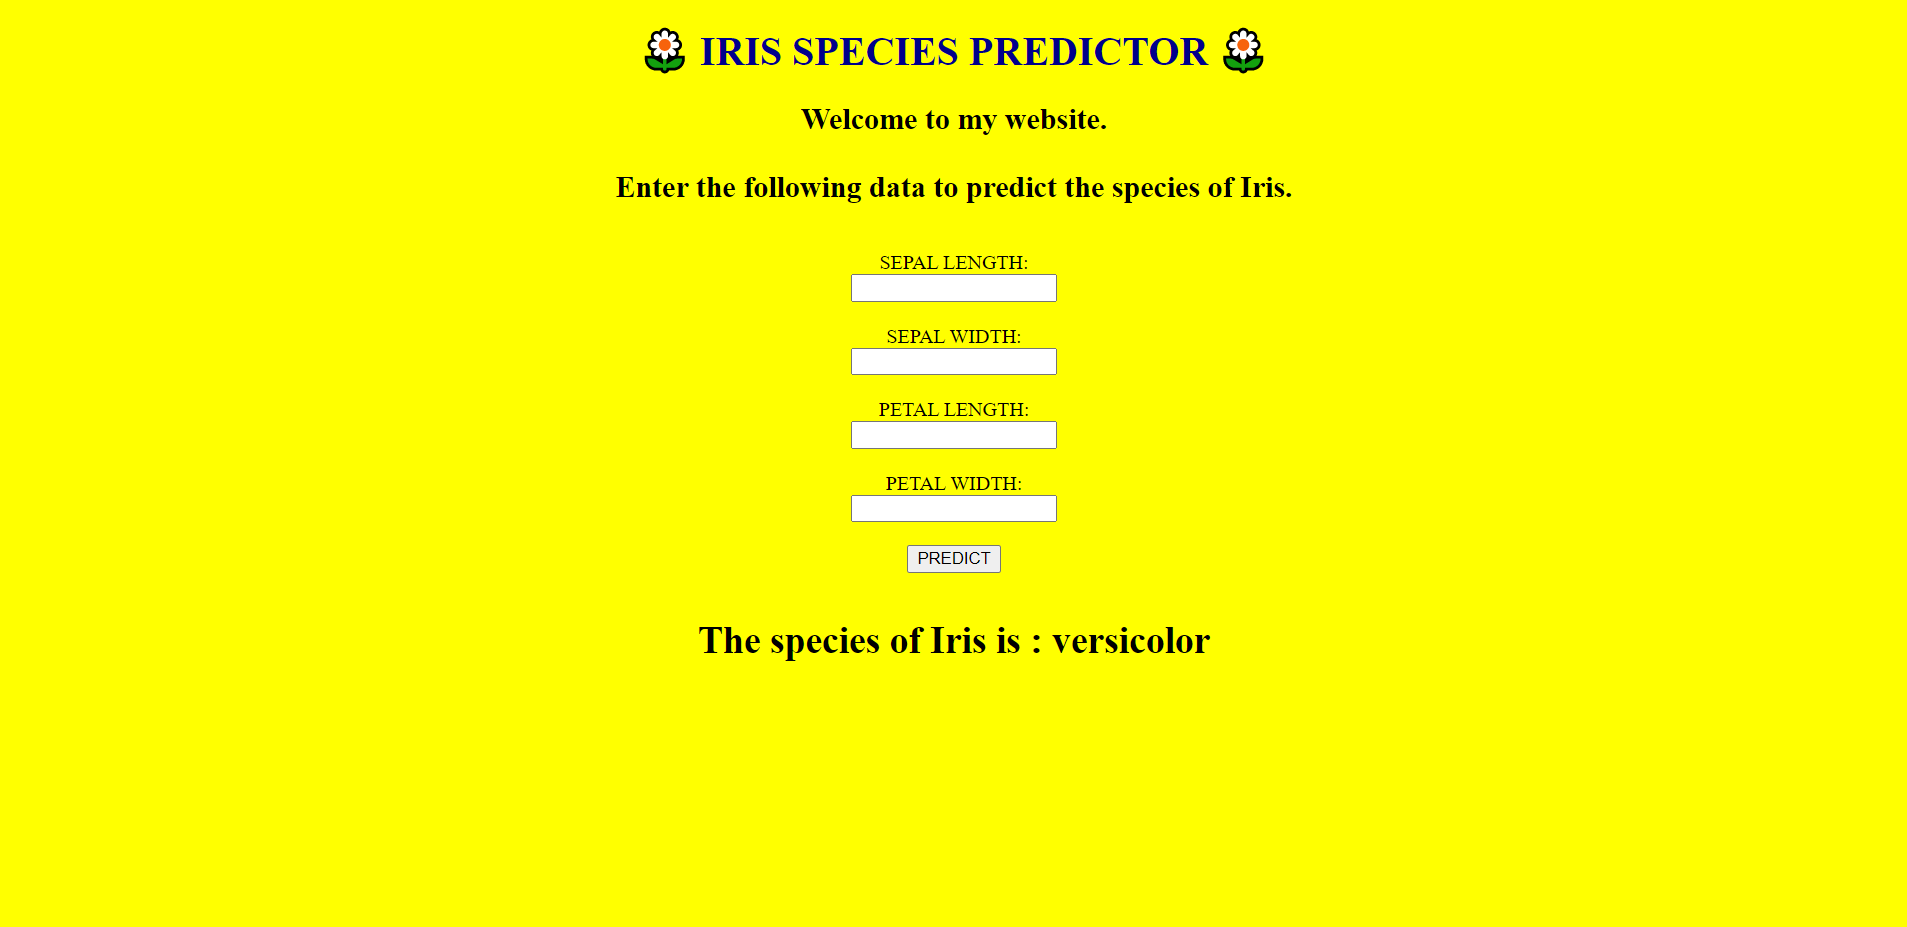 IRIS SPECIES PREDICTOR
Welcome to my website.
Enter the following data to predict the species of Iris.
SEPAL LENGTH:
SEPAL WIDTH:
PETAL LENGTH:
PETAL WIDTH:
PREDICT
The species of Iris is : versicolor